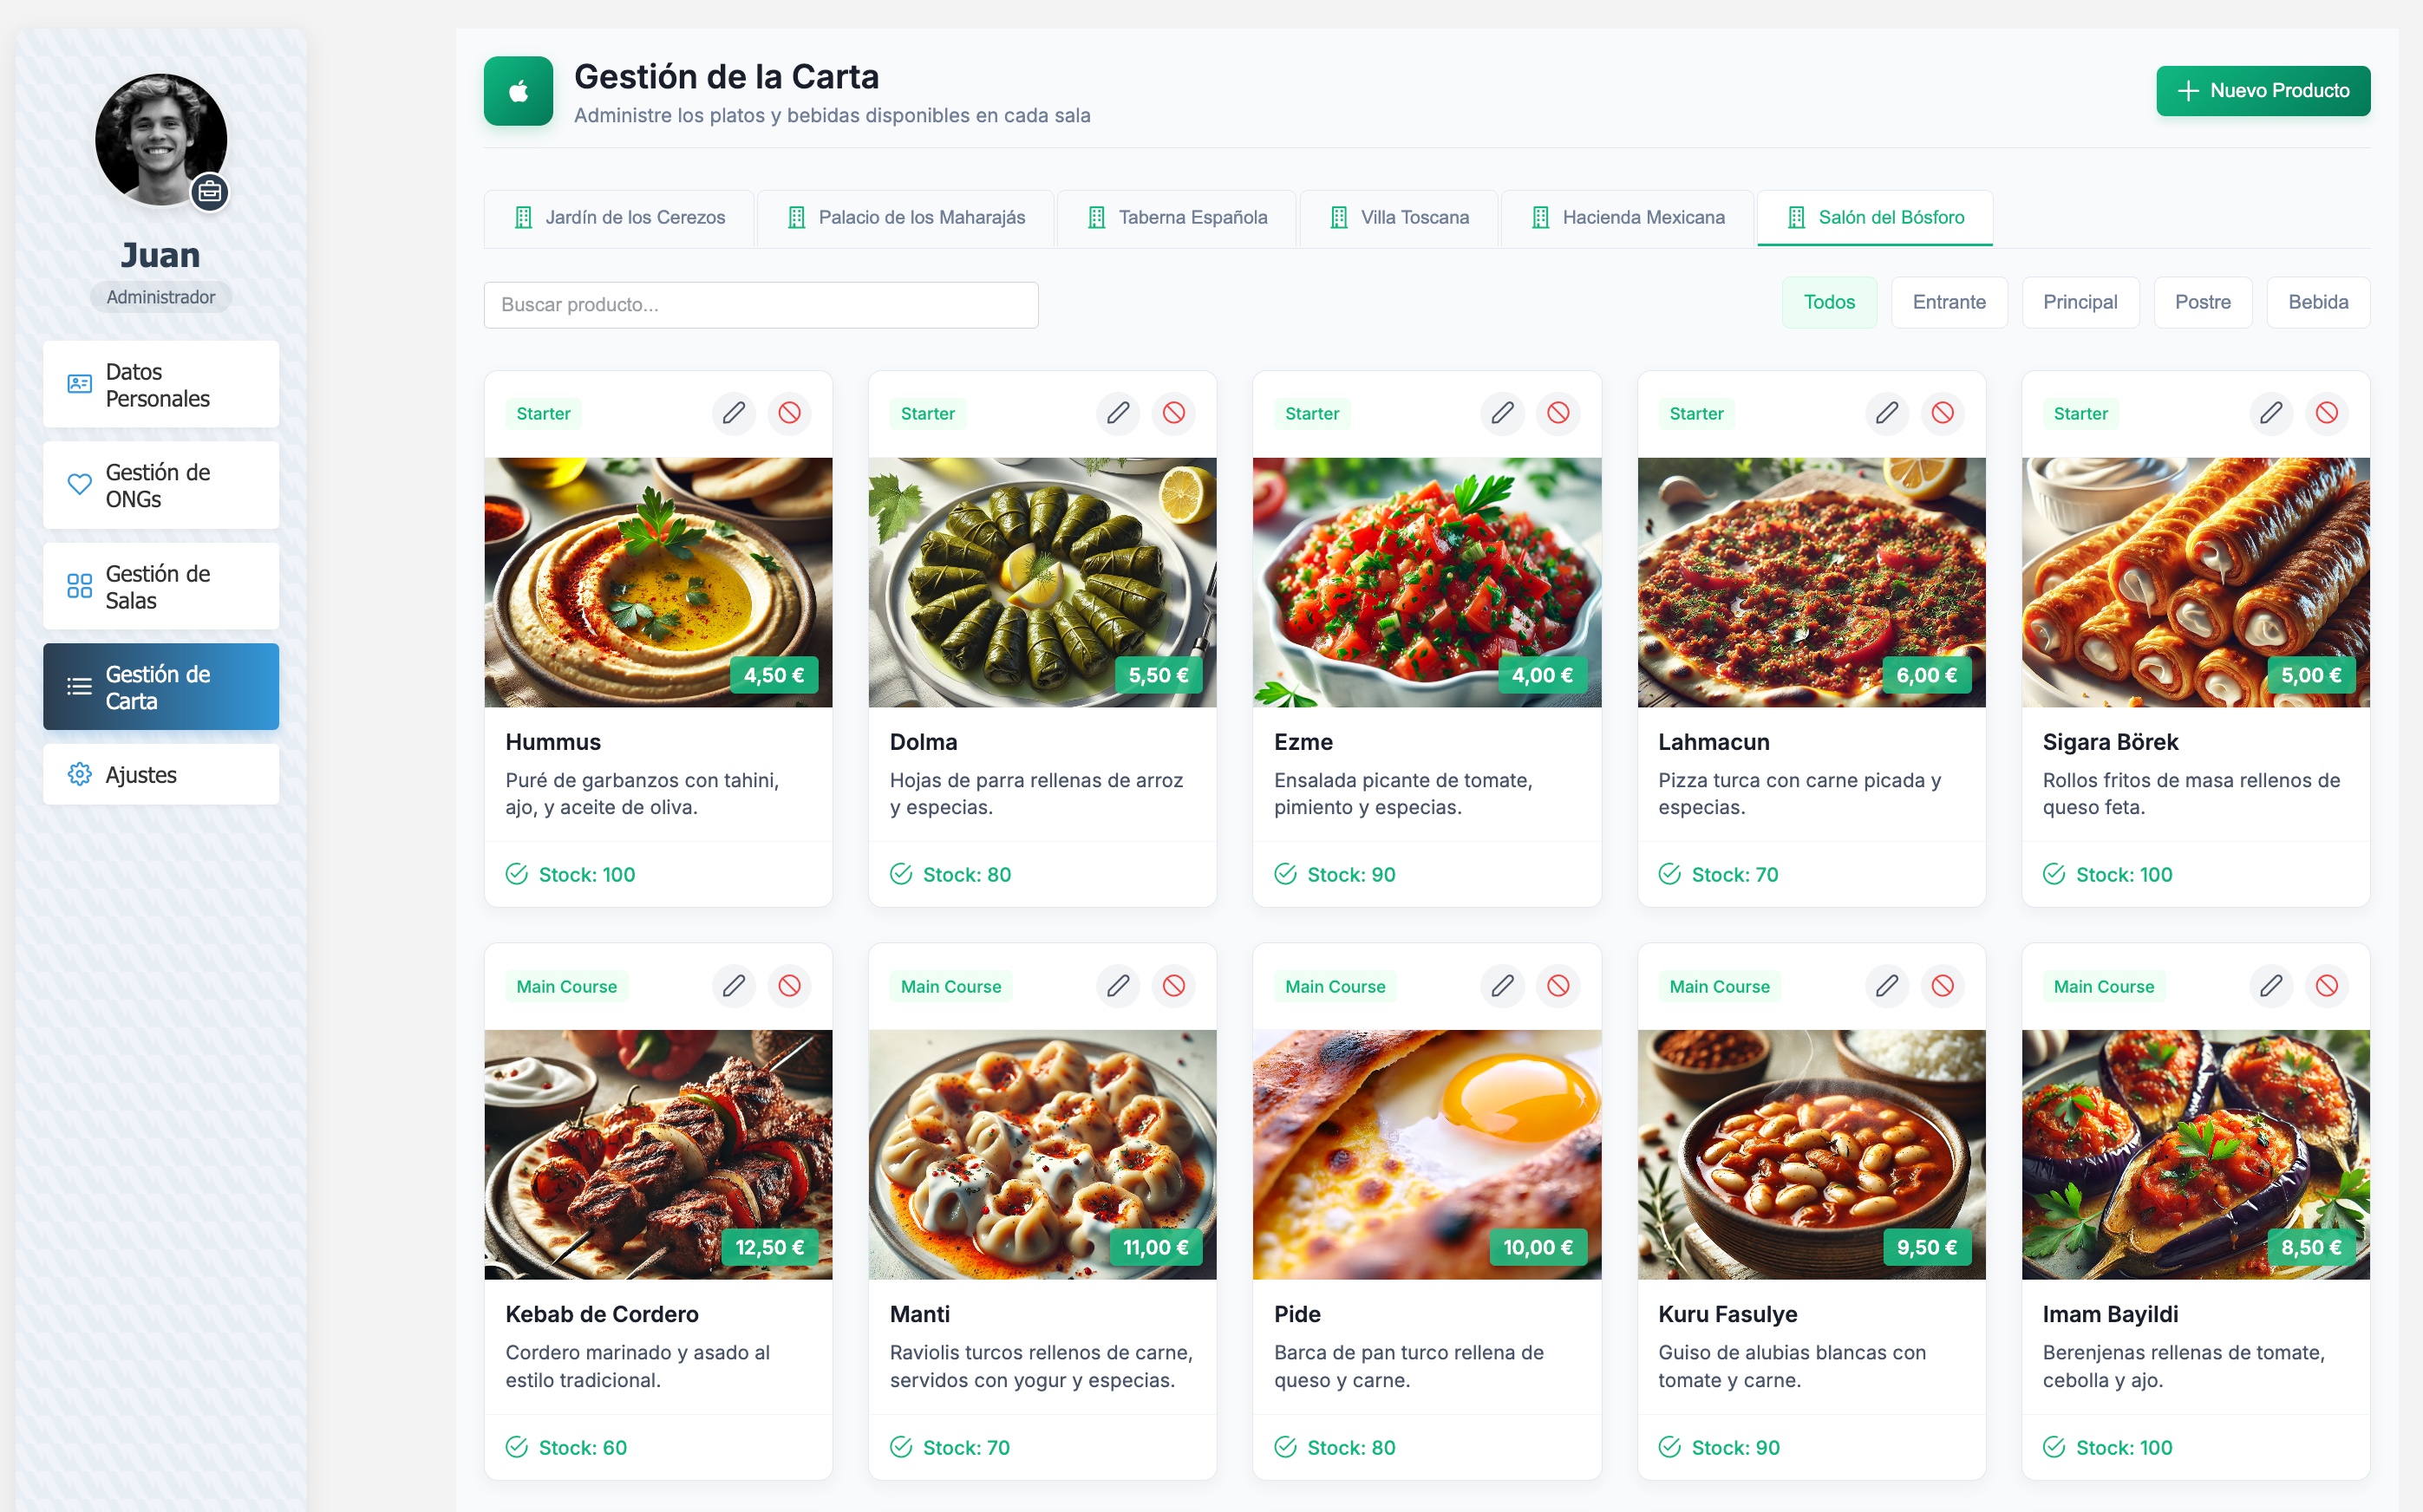 Juan
Administrador
Datos
Personales
Gestión de
ONGs
Gestión de
Salas
Gestión de
Carta
Ajustes
Gestión de la Carta
Administre los platos y bebidas disponibles en cada sala
Nuevo Producto
Jardín de los Cerezos
Palacio de los Maharajás
Taberna Española
Villa Toscana
Hacienda Mexicana
Salón del Bósforo
Buscar producto...
Todos
Entrante
Principal
Postre
Bebida
Starter
4,50 €
Hummus
Puré de garbanzos con tahini,
ajo, y aceite de oliva.
Stock: 100
Starter
5,50 €
Dolma
Hojas de parra rellenas de arroz
y especias.
Stock: 80
Starter
4,00 €
Ezme
Ensalada picante de tomate,
pimiento y especias.
Stock: 90
Starter
6,00 €
Lahmacun
Pizza turca con carne picada y
especias.
Stock: 70
Starter
5,00 €
Sigara Börek
Rollos fritos de masa rellenos de
queso feta.
Stock: 100
Main Course
12,50 €
Kebab de Cordero
Cordero marinado y asado al
estilo tradicional.
Stock: 60
Main Course
11,00 €
Manti
Raviolis turcos rellenos de carne,
servidos con yogur y especias.
Stock: 70
Main Course
10,00 €
Pide
Barca de pan turco rellena de
queso y carne.
Stock: 80
Main Course
9,50 €
Kuru Fasulye
Guiso de alubias blancas con
tomate y carne.
Stock: 90
Main Course
8,50 €
Imam Bayildi
Berenjenas rellenas de tomate,
cebolla y ajo.
Stock: 100